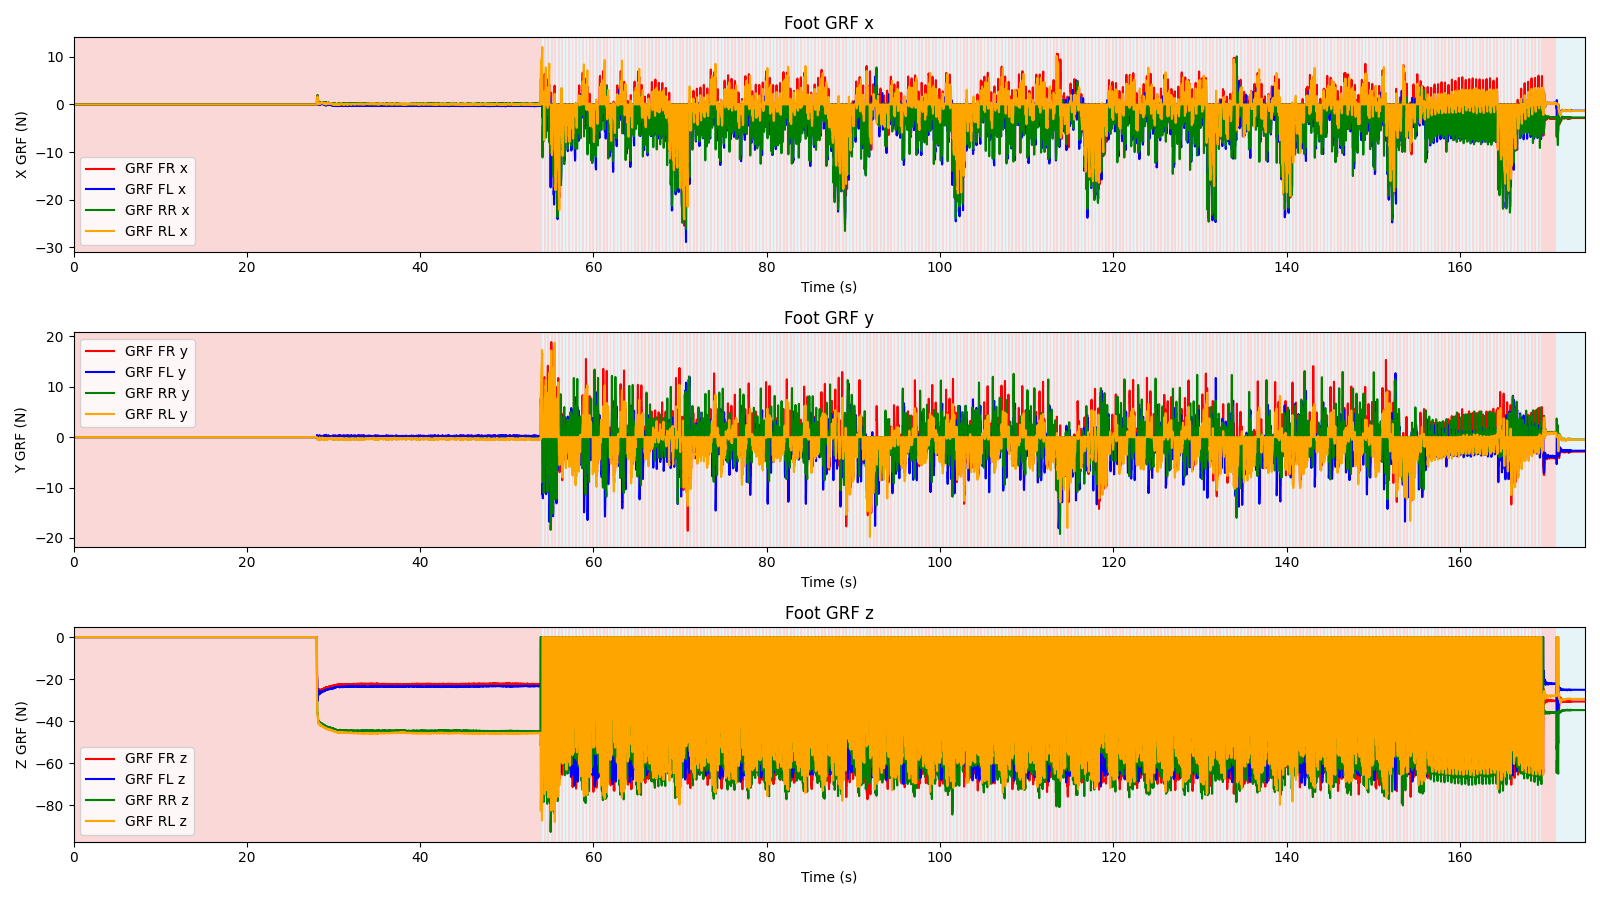 Foot GRF x
X GRF (N)
10
0
−10
−20
−30
GRF FR x
GRF FL x
GRF RR x
GRF RL x
0 20 40 60 80 100 120 140 160
Time (s)
Foot GRF y
Y GRF (N)
20
10
0
−10
−20
GRF FR y
GRF FL y
GRF RR y
GRF RL y
0 20 40 60 80 100 120 140 160
Time (s)
Foot GRF z
Z GRF (N)
0
−20
−40
−60
−80
GRF FR z
GRF FL z
GRF RR z
GRF RL z
0 20 40 60 80 100 120 140 160
Time (s)